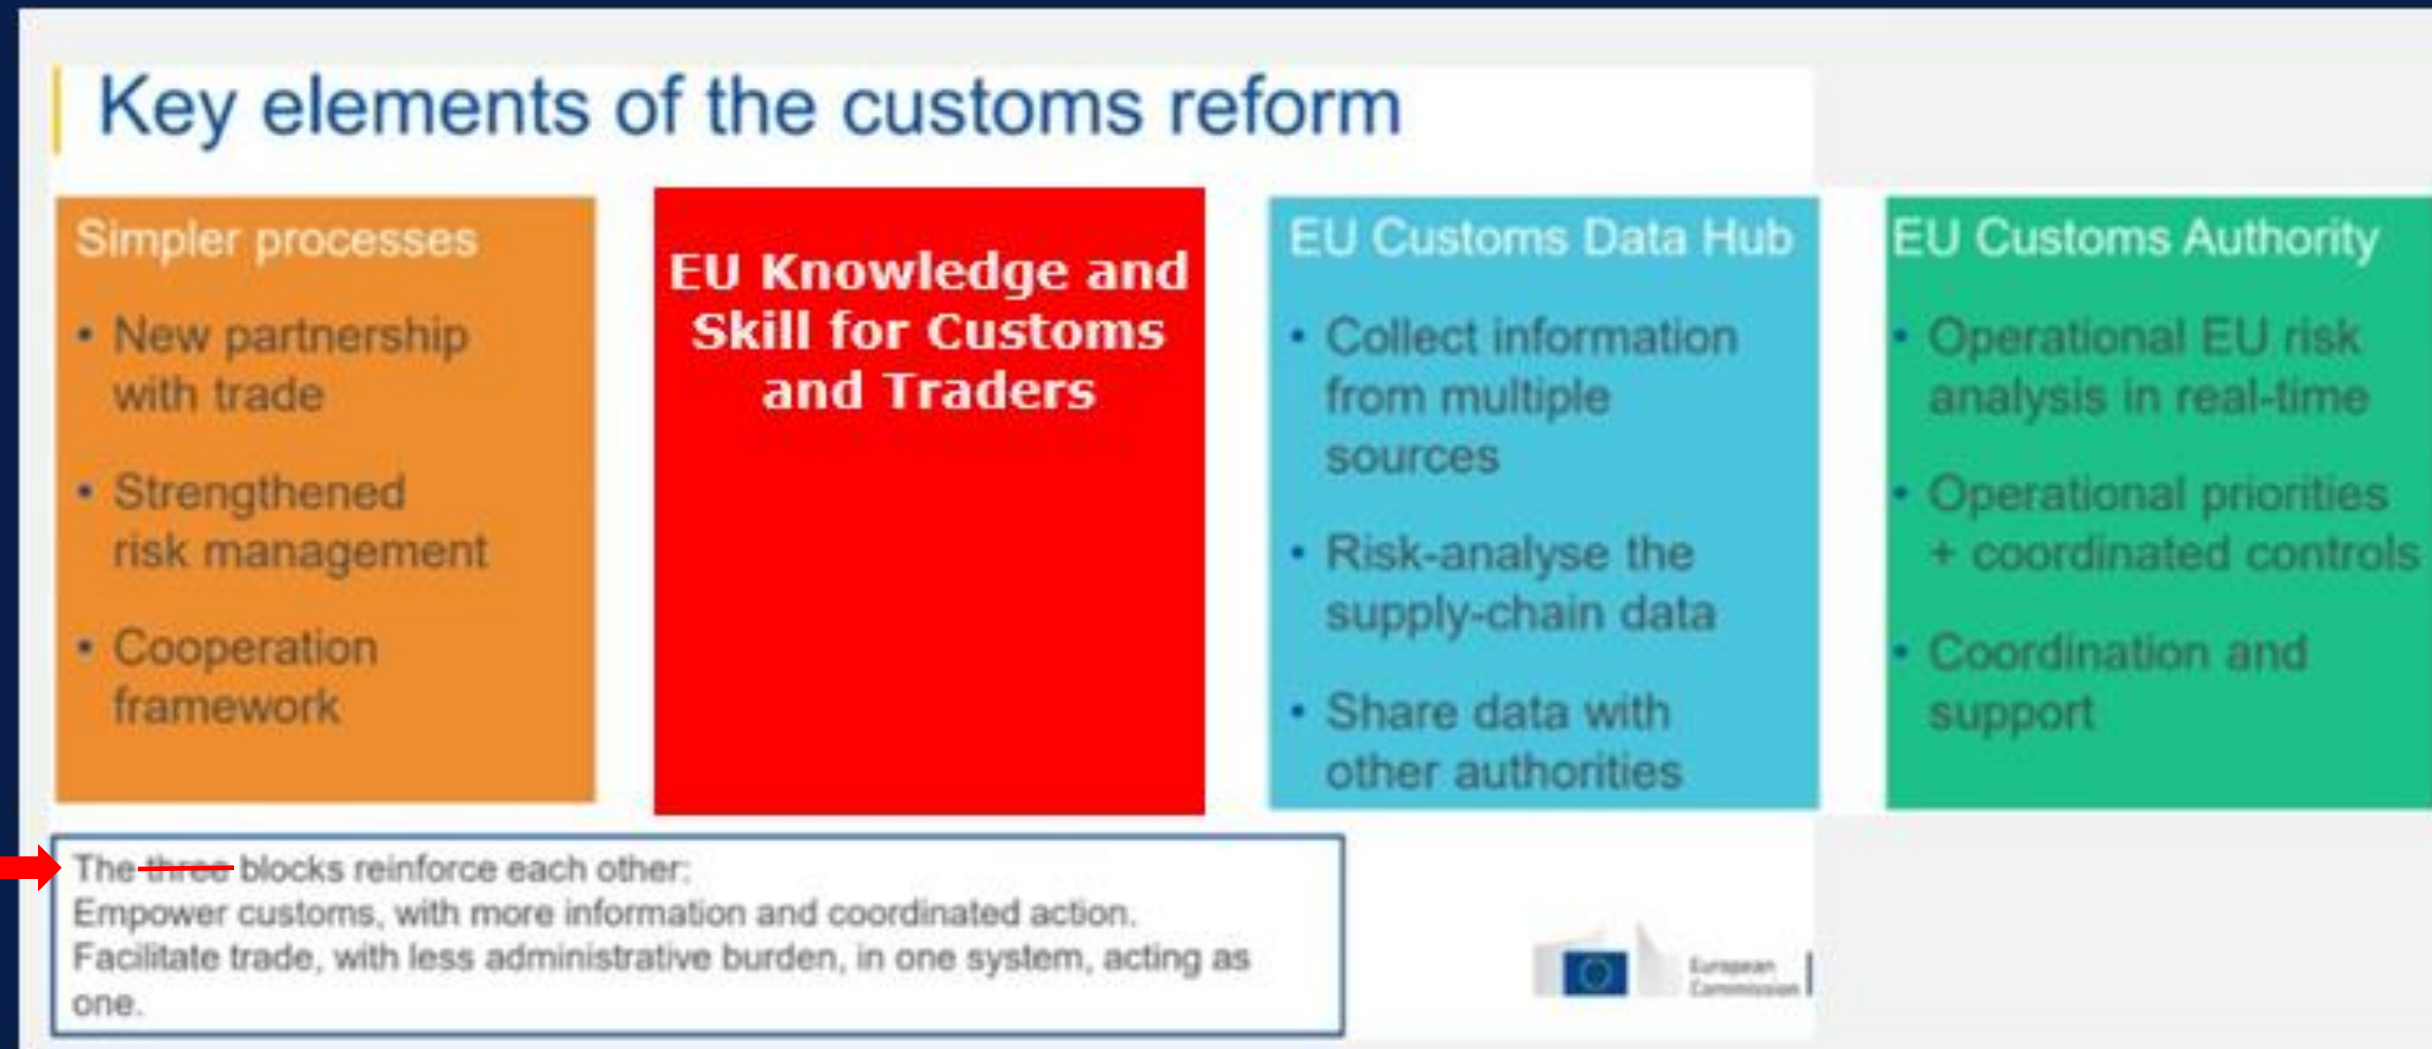 Key elements of the customs reform
Simpler processes
• New partnership
with trade
• Strengthened
risk management
• Cooperation
framework
EU Knowledge and
Skill for Customs
and Traders
EU Customs Data Hub
• Collect information
from multiple
sources
• Risk-analyse the
supply-chain data
• Share data with
other authorities
EU Customs Authority
• Operational EU risk
analysis in real-time
• Operational priorities
+ coordinated controls
• Coordination and
support
The three blocks reinforce each other:
Empower customs, with more information and coordinated action.
Facilitate trade, with less administrative burden, in one system, acting as
one.
European
Commission